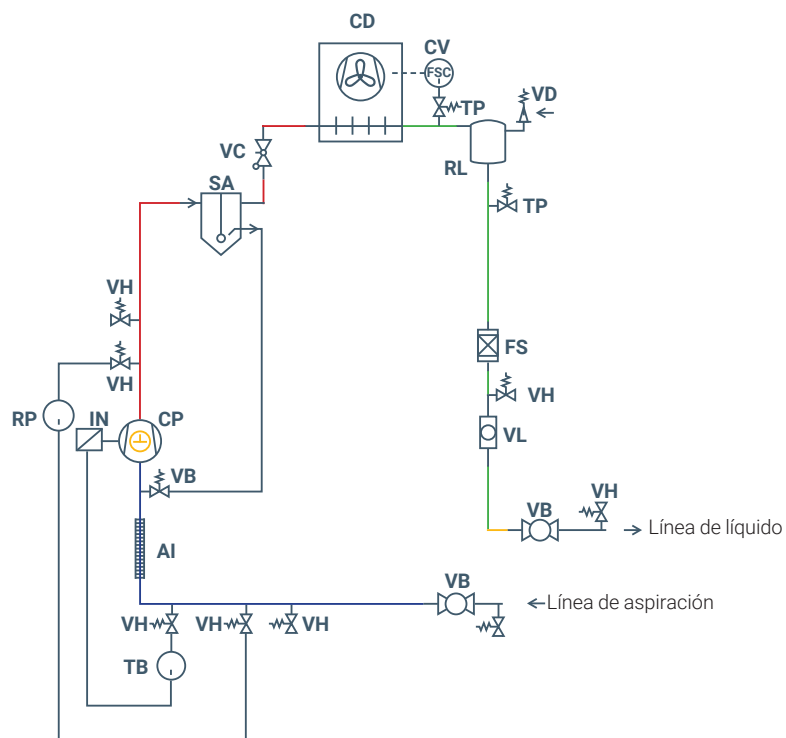 CD
CV
FSC
TP
VD
VC
RL
SA
TP
VH
FS
VH
VH
RP
IN
CP
VL
VB
VB
VH
Línea de líquido
AI
VB
Línea de aspiración
VH
VH
VH
TB